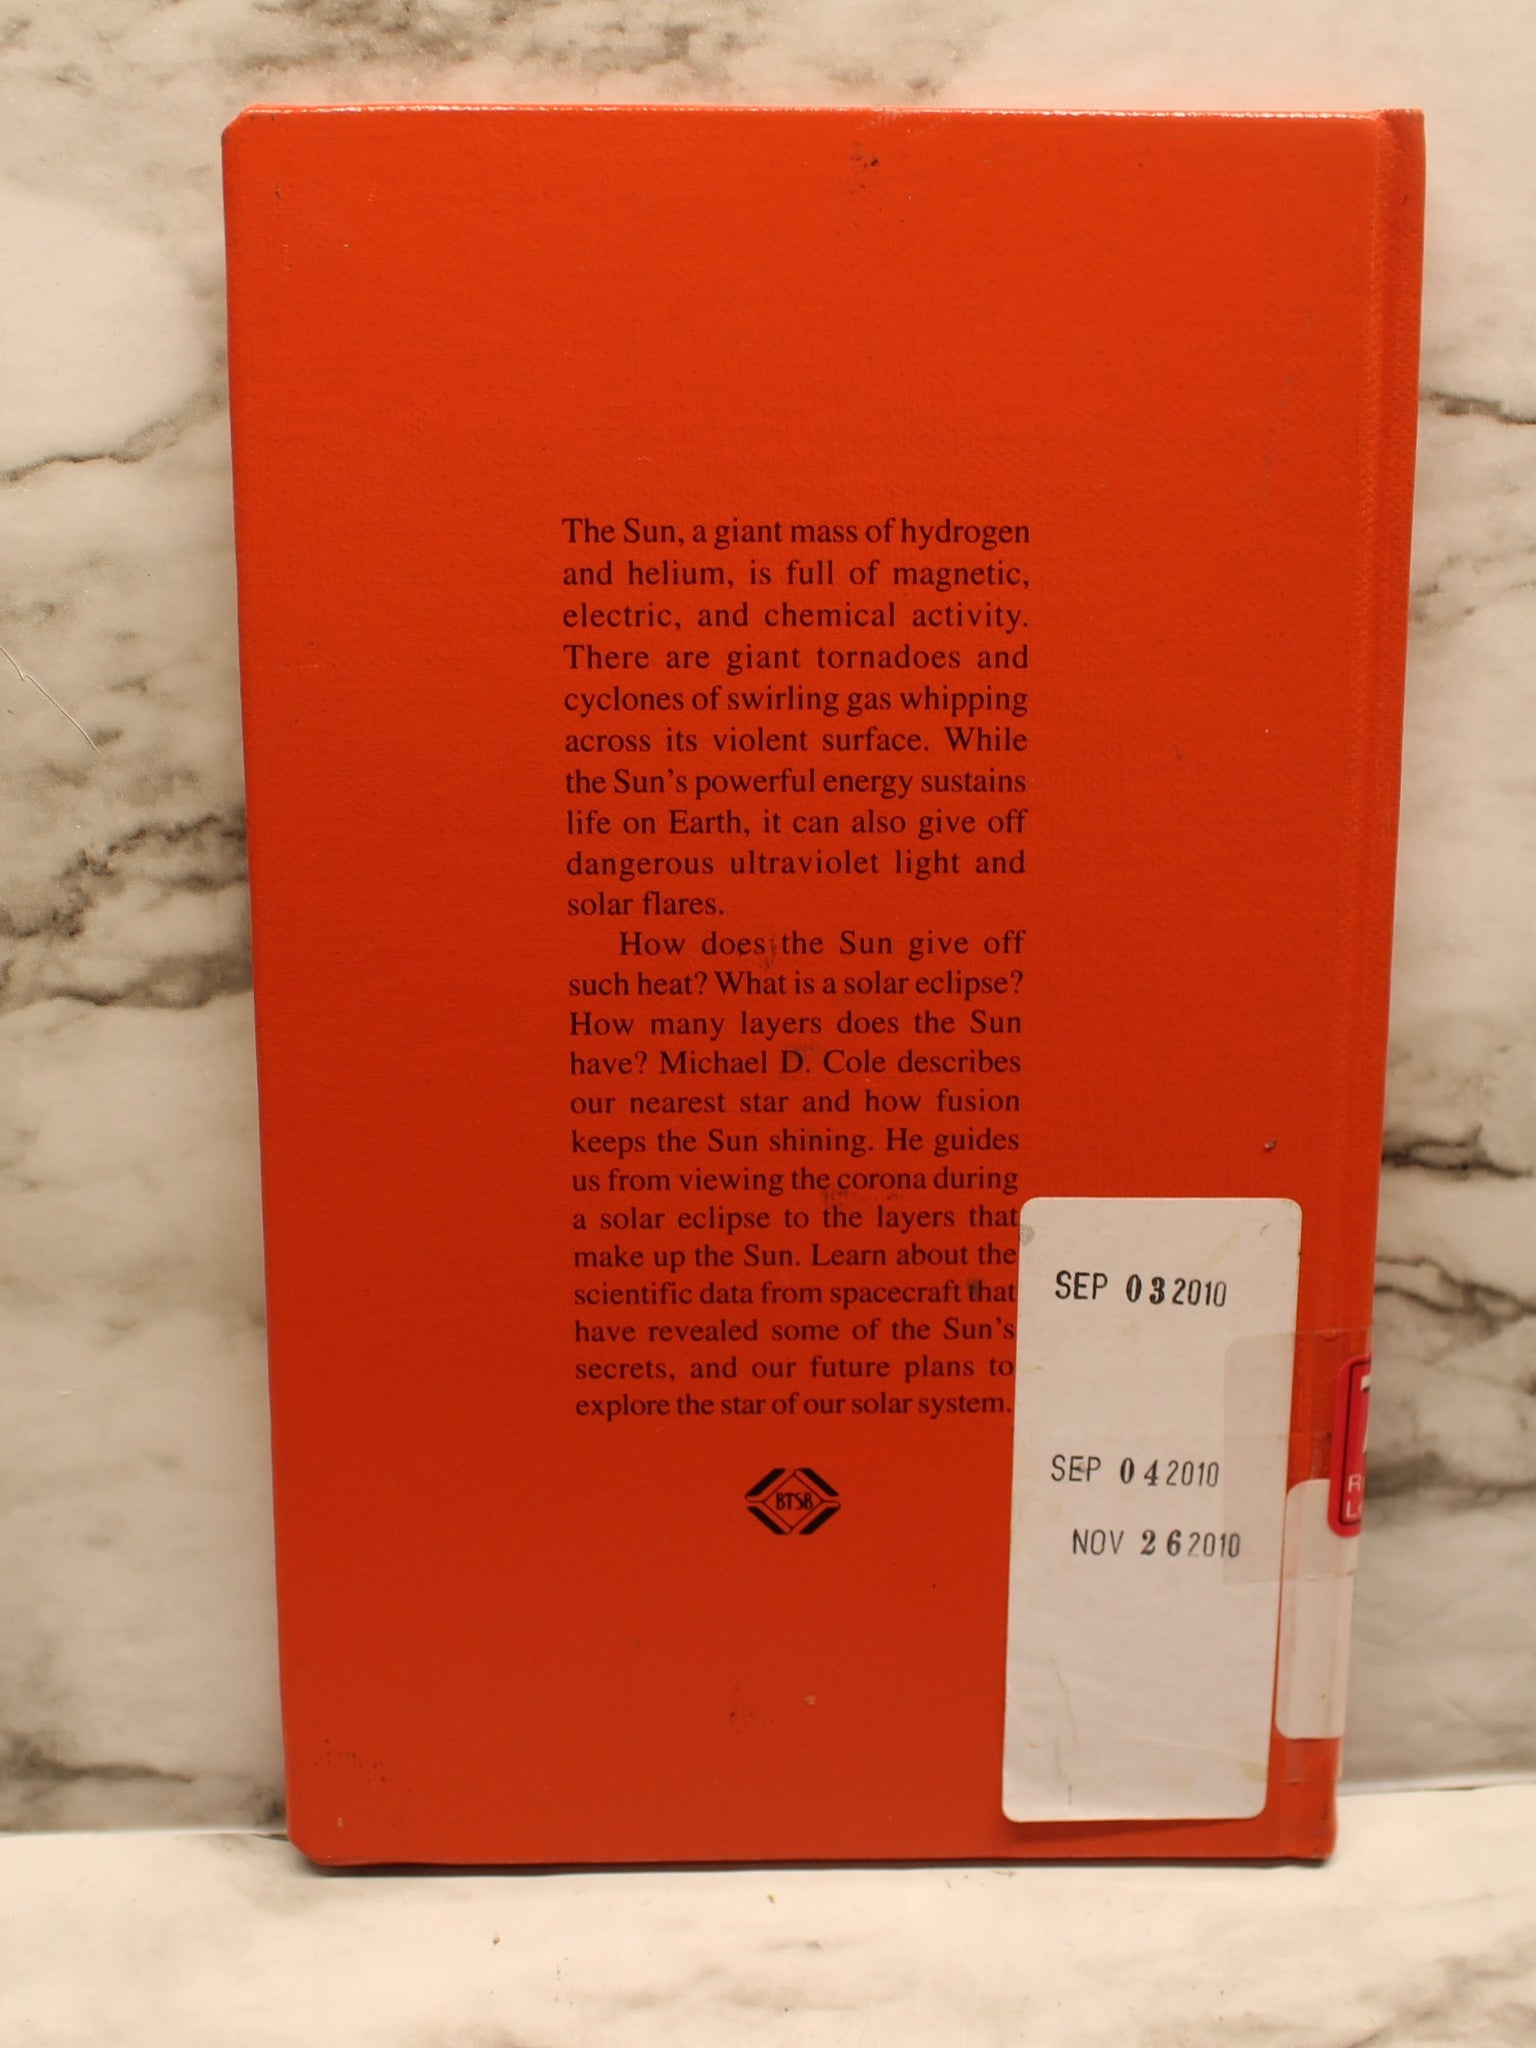 The Sun, a giant mass of hydrogen
and helium, is full of magnetic,
electric, and chemical activity.
There are giant tornadoes and
cyclones of swirling gas whipping
across its violent surface. While
the Sun's powerful energy sustains
life on Earth, it can also give off
dangerous ultraviolet light and
solar flares.
How does the Sun give off
such heat? What is a solar eclipse?
How many layers does the Sun
have? Michael D. Cole describes
our nearest star and how fusion
keeps the Sun shining. He guides
us from viewing the corona during
a solar eclipse to the layers that
make up the Sun. Learn about the
scientific data from spacecraft that
have revealed some of the Sun's
secrets, and our future plans to
explore the star of our solar system.
BTSB
SEP 03 2010
SEP 04 2010
NOV 26 2010